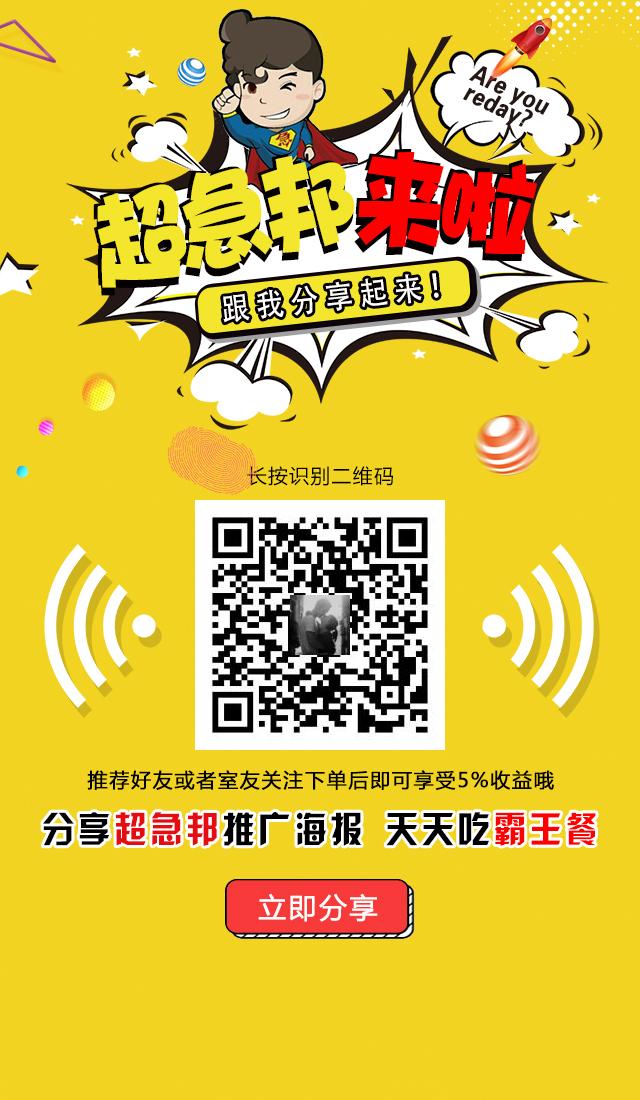 Are you
reday?
急
超急邦来啦
跟我分享起来!
长按识别二维码
推荐好友或者室友关注下单后即可享受5%收益哦
分享超急邦推广海报 天天吃霸王餐
立即分享